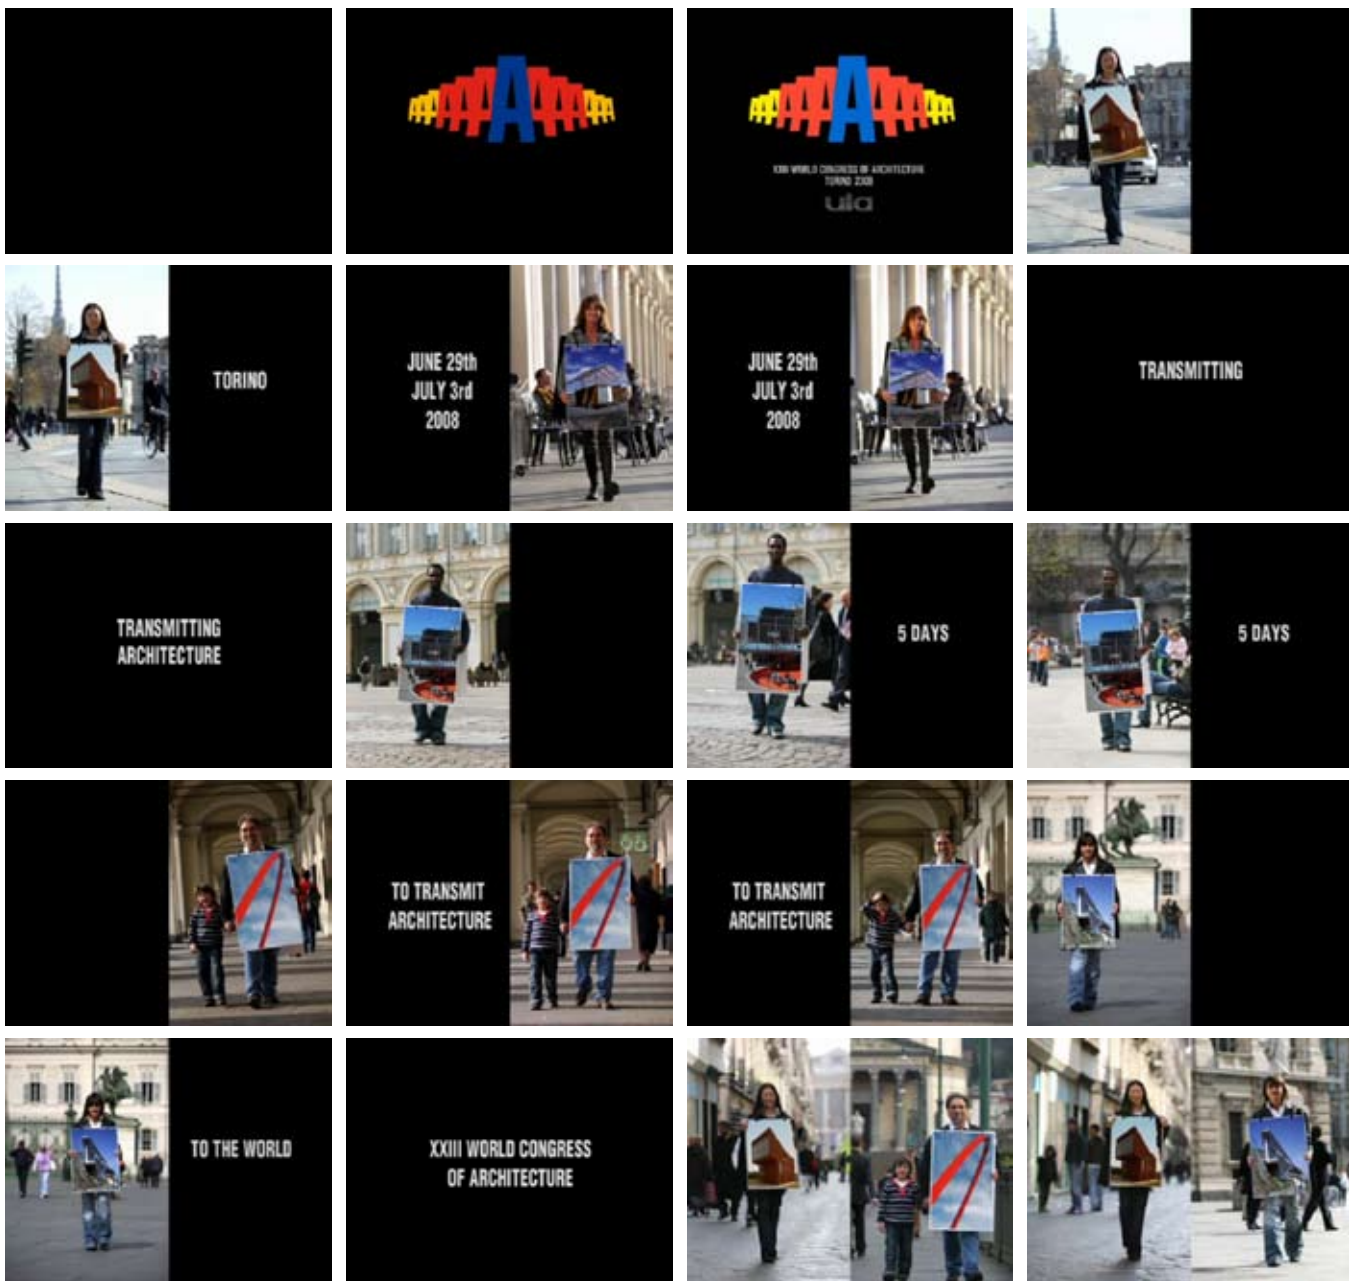 XXIII WORLD CONGRESS OF ARCHITECTURE
TORINO 2008
uia
TORINO
JUNE 29th
JULY 3rd
2008
JUNE 29th
JULY 3rd
2008
TRANSMITTING
TRANSMITTING
ARCHITECTURE
5 DAYS
5 DAYS
TO TRANSMIT
ARCHITECTURE
TO TRANSMIT
ARCHITECTURE
TO THE WORLD
XXIII WORLD CONGRESS
OF ARCHITECTURE